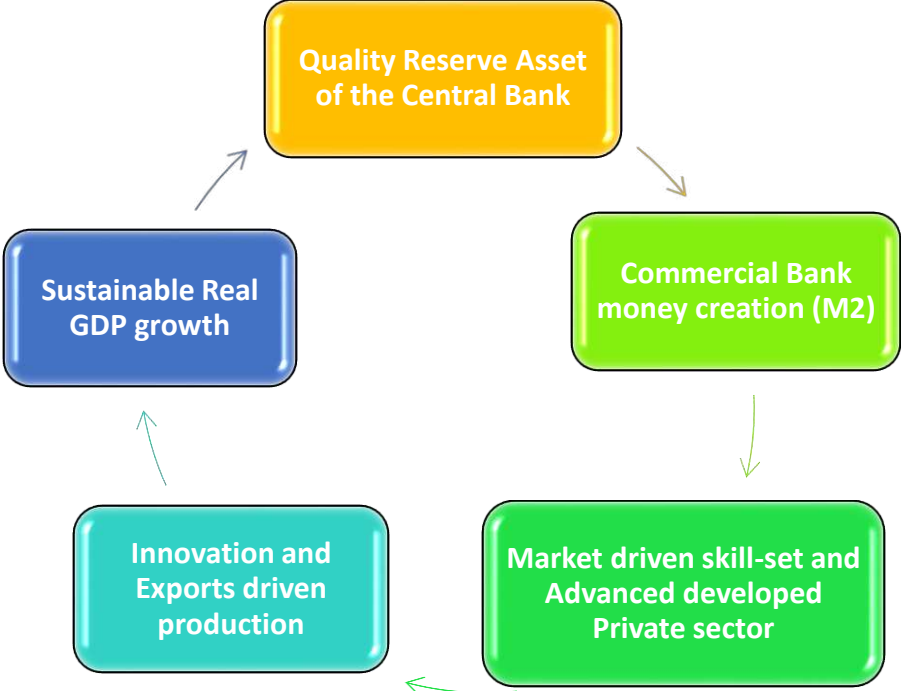 Quality Reserve Asset
of the Central Bank
Commercial Bank
money creation (M2)
Market driven skill-set and
Advanced developed
Private sector
Innovation and
Exports driven
production
Sustainable Real
GDP growth